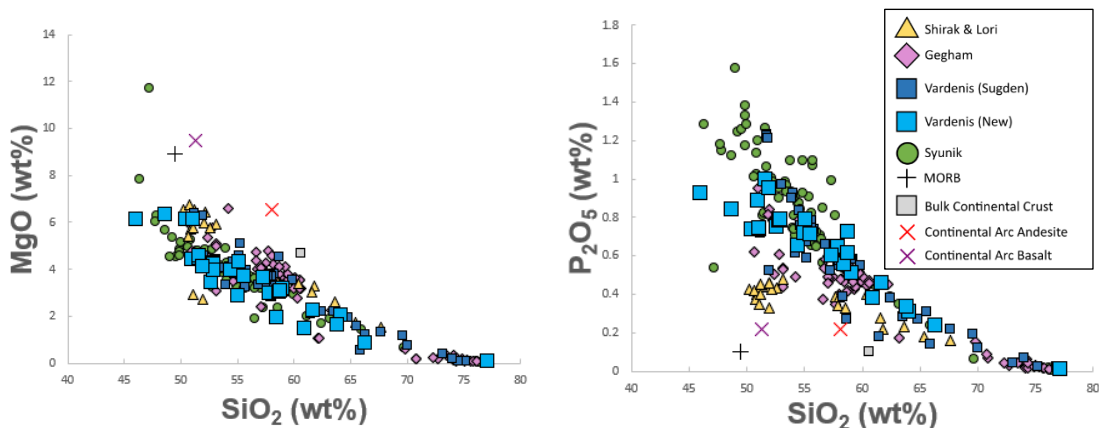 14
12
10
8
6
4
2
0
MgO (wt%)
40 45 50 55 60 65 70 75 80
SiO2 (wt%)
1.8
1.6
1.4
1.2
1
0.8
0.6
0.4
0.2
0
P2O5 (wt%)
40 45 50 55 60 65 70 75 80
SiO2 (wt%)
Shirak & Lori
Gegham
Vardenis (Sugden)
Vardenis (New)
Syunik
MORB
Bulk Continental Crust
Continental Arc Andesite
Continental Arc Basalt